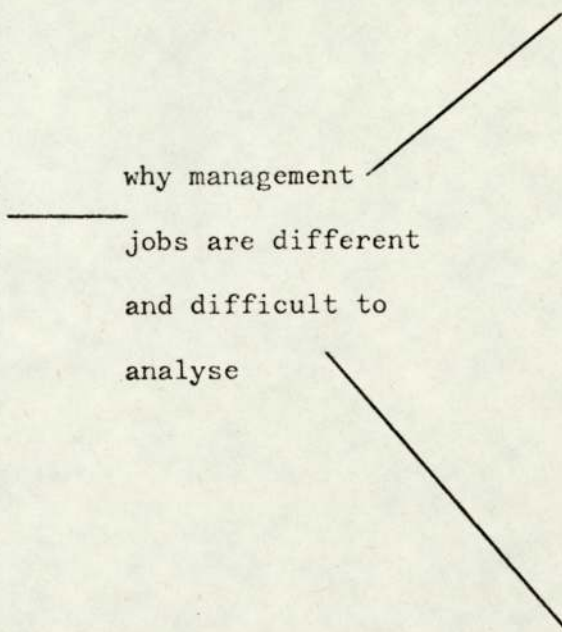 why management
jobs are different
and difficult to
analyse